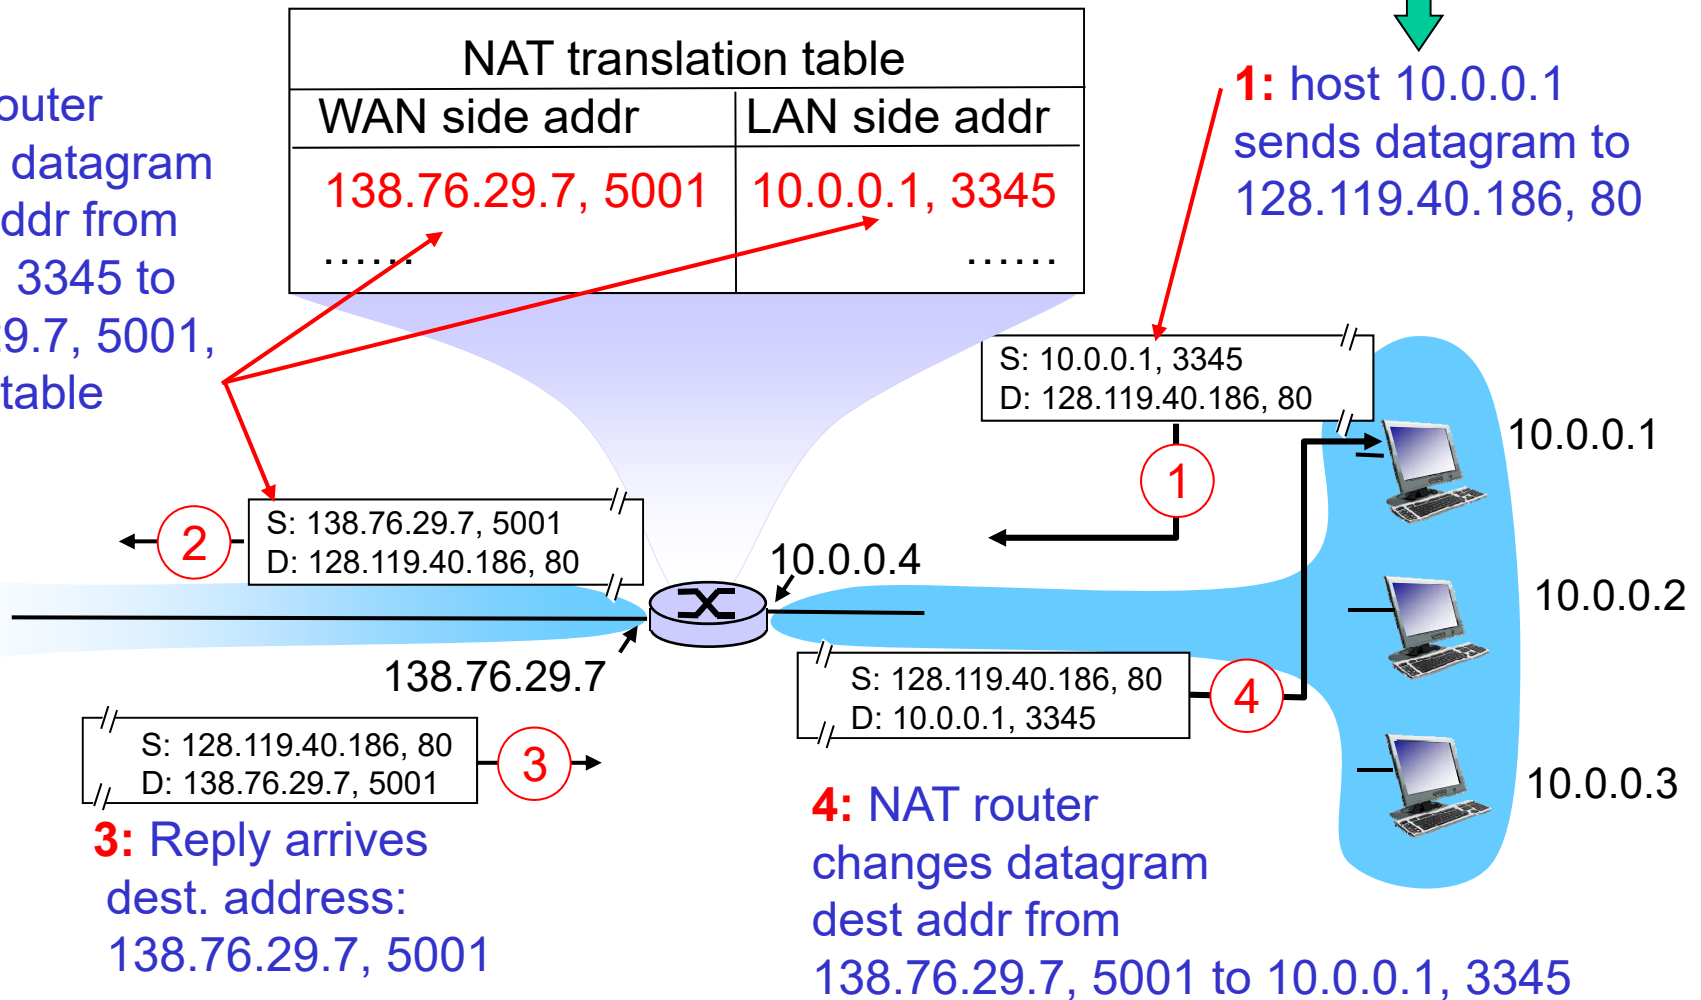 NAT translation table
WAN side addr LAN side addr
138.76.29.7, 5001 10.0.0.1, 3345
...... ......
datagram
from
3345 to
5001,
table
1: host 10.0.0.1
sends datagram to
128.119.40.186, 80
S: 10.0.0.1, 3345
D: 128.119.40.186, 80
1
10.0.0.1
S: 138.76.29.7, 5001
D: 128.119.40.186, 80
2
10.0.0.4
10.0.0.2
138.76.29.7
S: 128.119.40.186, 80
D: 10.0.0.1, 3345
4
S: 128.119.40.186, 80
D: 138.76.29.7, 5001
3
10.0.0.3
3: Reply arrives
dest. address:
138.76.29.7, 5001
4: NAT router
changes datagram
dest addr from
138.76.29.7, 5001 to 10.0.0.1, 3345